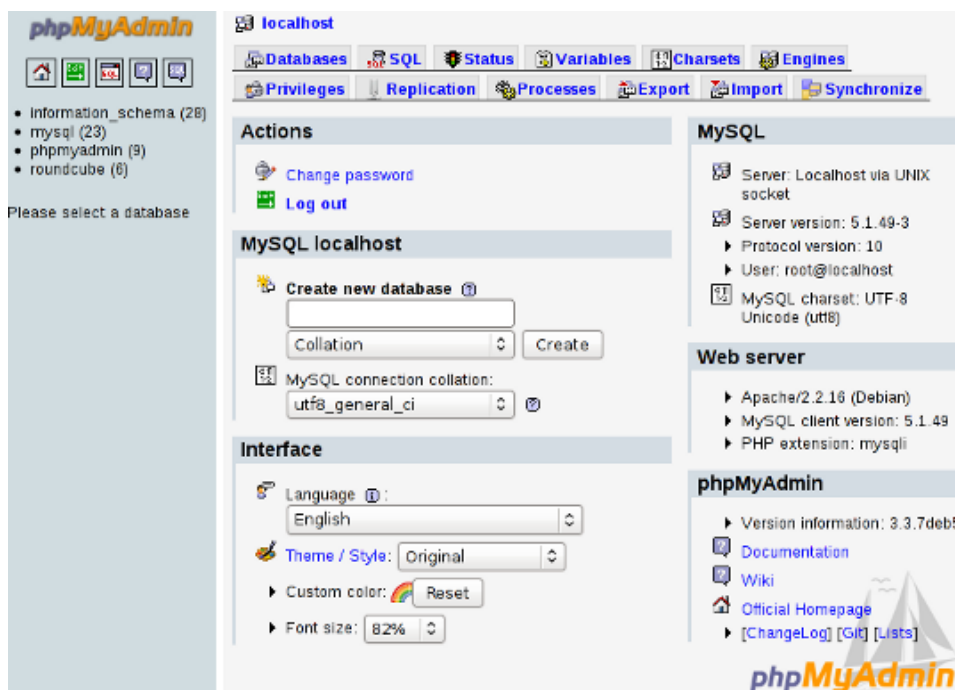 phpMyAdmin
information_schema (28)
mysql (23)
phpmyadmin (9)
roundcube (6)
Please select a database
localhost
Databases SQL Status Variables Charsets Engines
Privileges Replication Processes Export Import Synchronize
Actions
Change password
Log out
MySQL localhost
Create new database
Collation Create
MySQL connection collation:
utf8_general_ci
Interface
Language :
English
Theme / Style: Original
Custom color: Reset
Font size: 82%
MySQL
Server: Localhost via UNIX
socket
Server version: 5.1.49-3
Protocol version: 10
User: root@localhost
MySQL charset: UTF-8
Unicode (utf8)
Web server
Apache/2.2.16 (Debian)
MySQL client version: 5.1.49
PHP extension: mysqli
phpMyAdmin
Version information: 3.3.7deb5
Documentation
Wiki
Official Homepage
[ChangeLog] [Git] [Lists]
phpMyAdmin